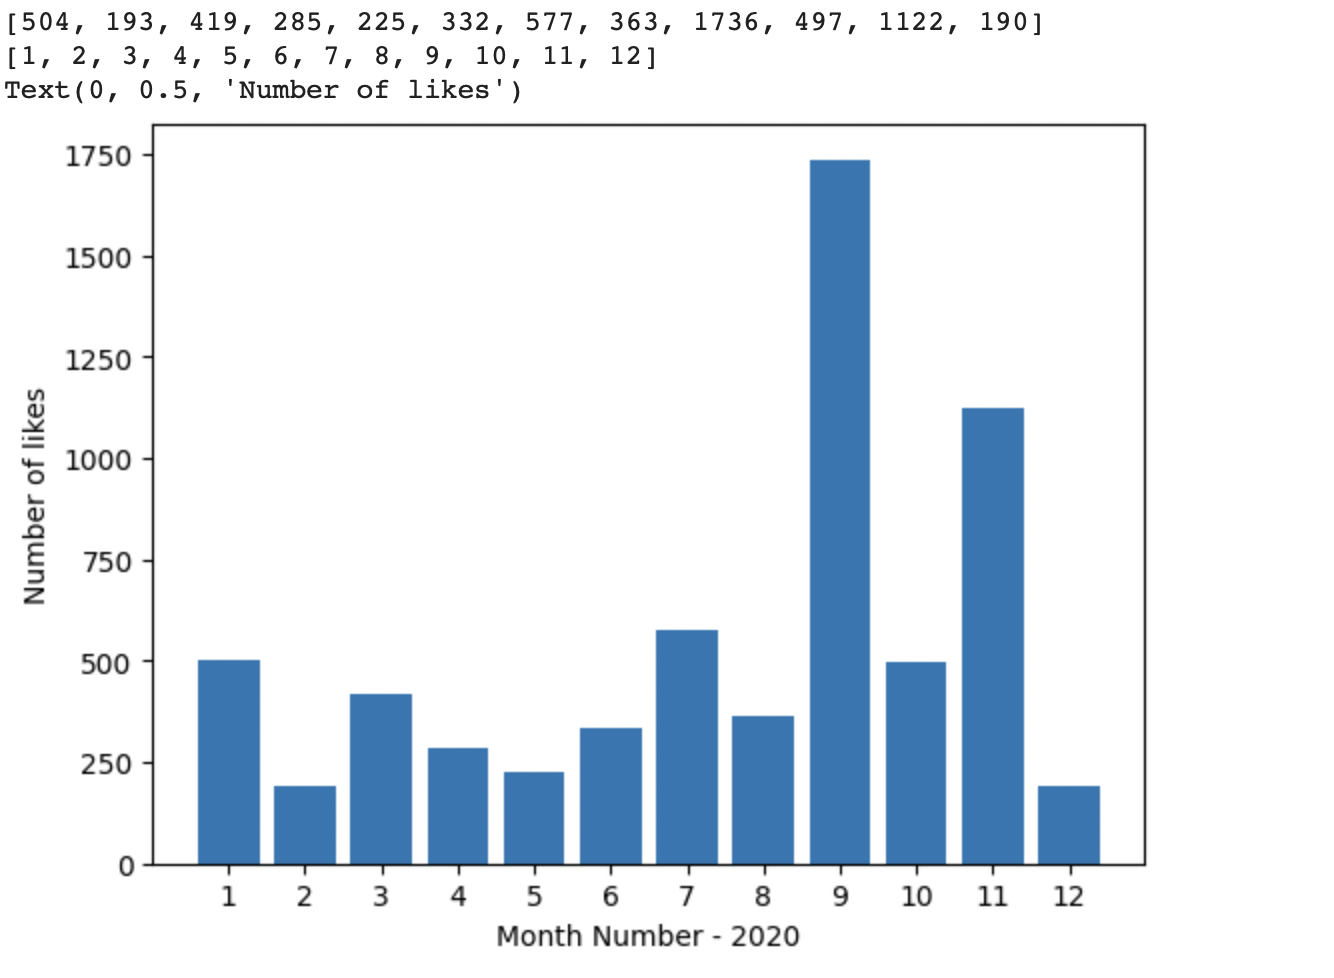 [504, 193, 419, 285, 225, 332, 577, 363, 1736, 497, 1122, 190]
[1, 2, 3, 4, 5, 6, 7, 8, 9, 10, 11, 12]
Text(0, 0.5, 'Number of likes')
1750
1500
1250
1000
750
500
250
0
Number of likes
1 2 3 4 5 6 7 8 9 10 11 12
Month Number - 2020